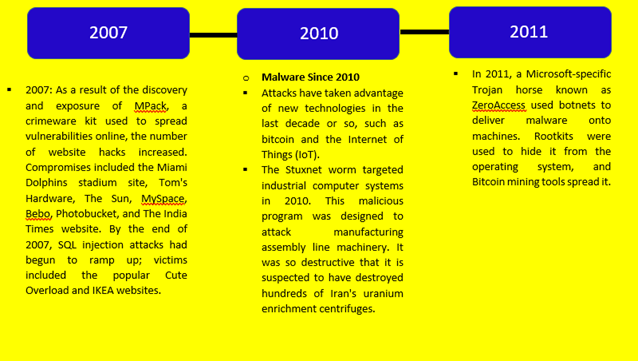 2007
2010
2011
▪ 2007: As a result of the discovery
and exposure of MPack, a
crimeware kit used to spread
vulnerabilities online, the number
of website hacks increased.
Compromises included the Miami
Dolphins stadium site, Tom's
Hardware, The Sun, MySpace,
Bebo, Photobucket, and The India
Times website. By the end of
2007, SQL injection attacks had
begun to ramp up; victims
included the popular Cute
Overload and IKEA websites.
o Malware Since 2010
▪ Attacks have taken advantage
of new technologies in the
last decade or so, such as
bitcoin and the Internet of
Things (IoT).
▪ The Stuxnet worm targeted
industrial computer systems
in 2010. This malicious
program was designed to
attack manufacturing
assembly line machinery. It
was so destructive that it is
suspected to have destroyed
hundreds of Iran's uranium
enrichment centrifuges.
▪ In 2011, a Microsoft-specific
Trojan horse known as
ZeroAccess used botnets to
deliver malware onto
machines. Rootkits were
used to hide it from the
operating system, and
Bitcoin mining tools spread it.